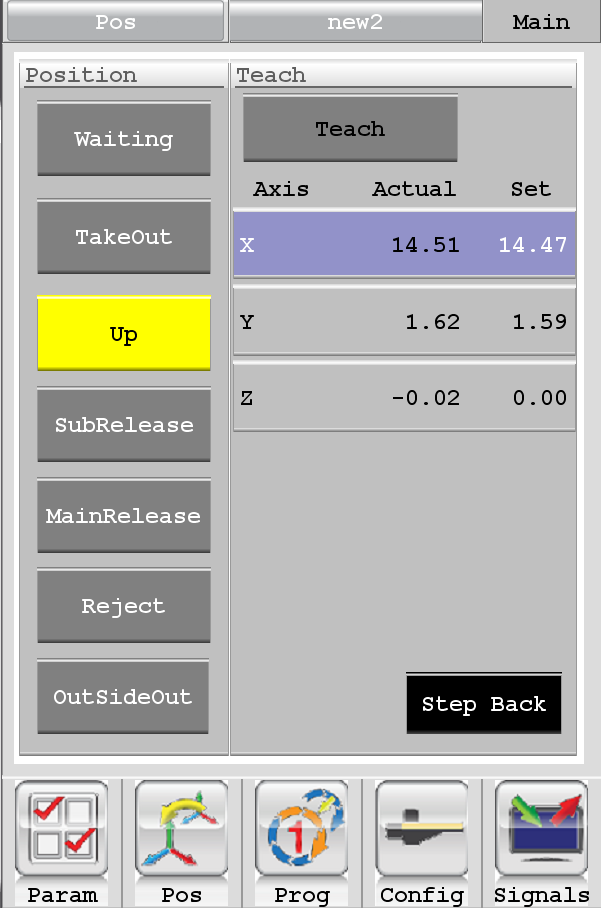 Pos new2 Main
Position
Waiting
TakeOut
Up
SubRelease
MainRelease
Reject
OutSideOut
Teach
Teach
Axis Actual Set
X 14.51 14.47
Y 1.62 1.59
Z -0.02 0.00
Step Back
1
Param Pos Prog Config Signals